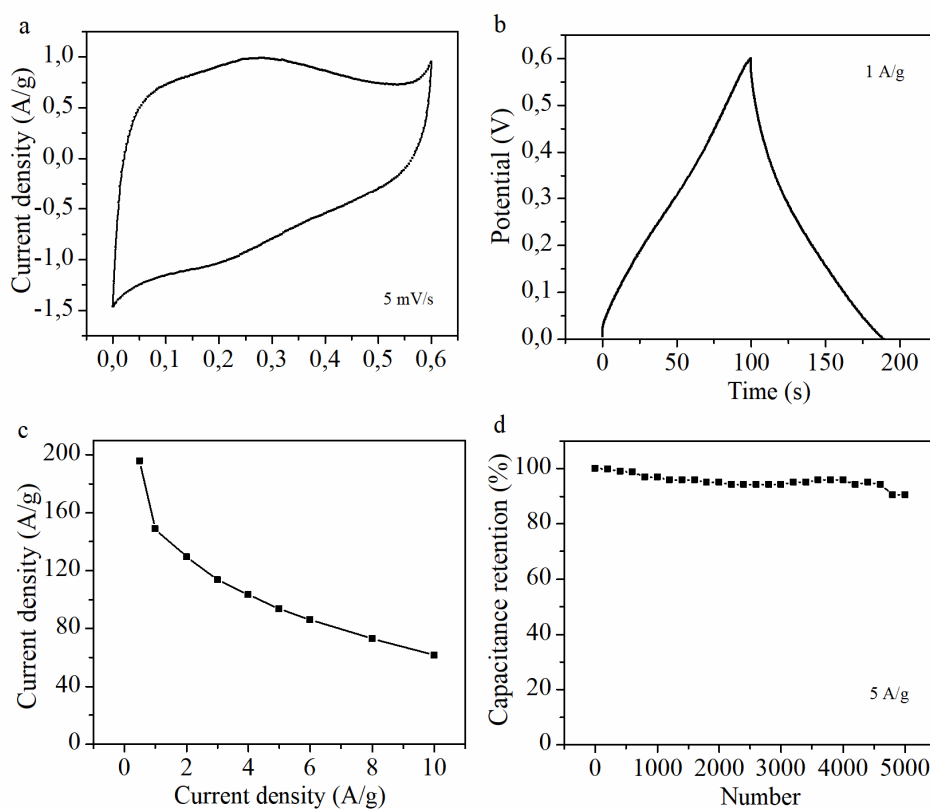 a
1,0
0,5
0,0
-0,5
-1,0
-1,5
Current density (A/g)
5 mV/s
0,0 0,1 0,2 0,3 0,4 0,5 0,6
b
0,6
0,5
0,4
0,3
0,2
0,1
0,0
Potential (V)
1 A/g
0 50 100 150 200
Time (s)
c
200
160
120
80
40
0
Current density (A/g)
0 2 4 6 8 10
Current density (A/g)
d
100
80
60
40
20
0
Capacitance retention (%)
5 A/g
0 1000 2000 3000 4000 5000
Number